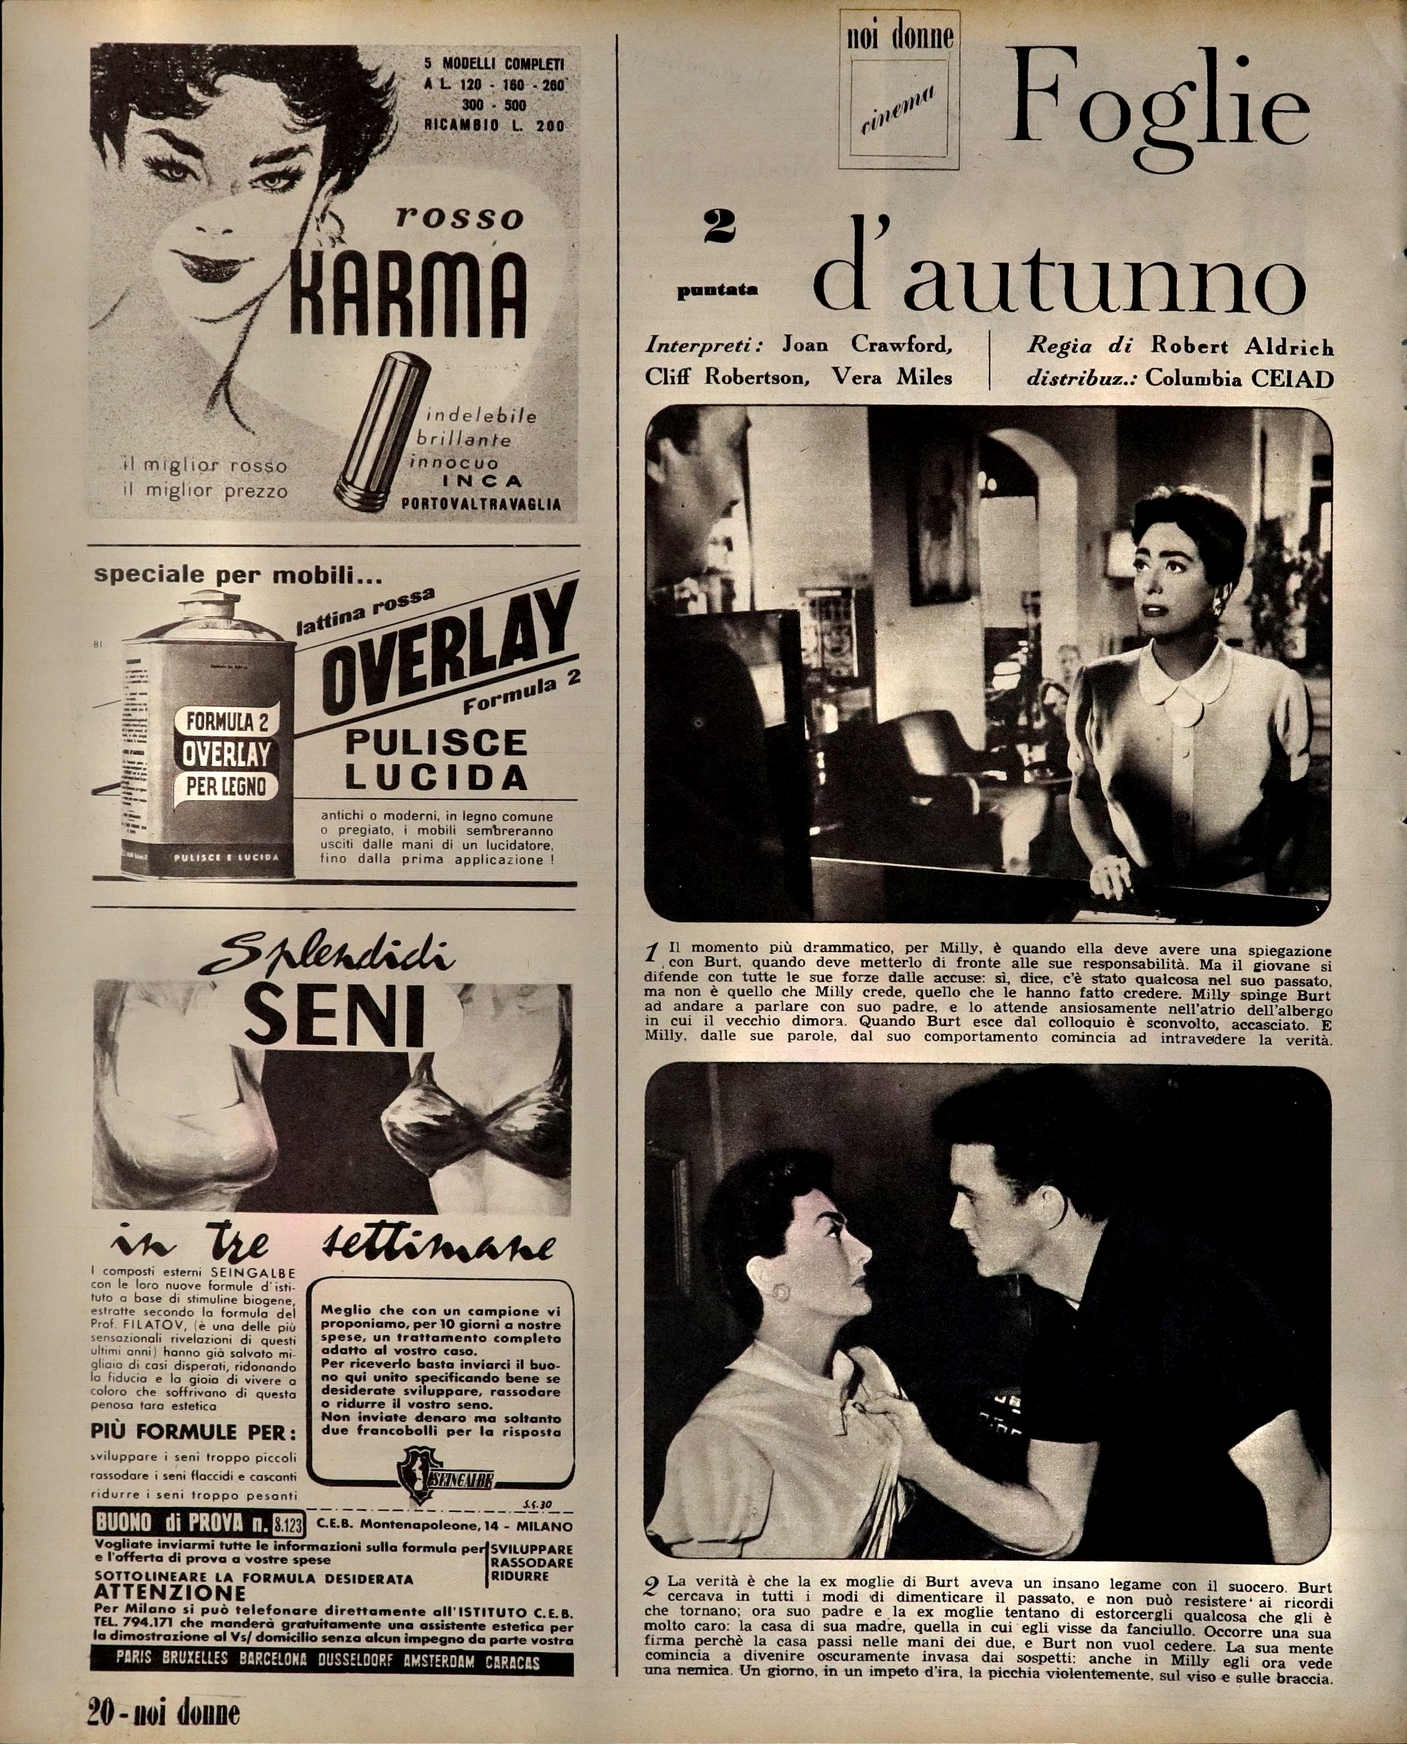 5 MODELLI COMPLETI
A L. 120 - 160 - 260
300 - 500
RICAMBIO L. 200
rosso
KARMA
indelebile
brillante
innocuo
INCA
PORTOVALTRAVAGLIA
il miglior rosso
il miglior prezzo
speciale per mobili...
lattina rossa
OVERLAY
Formula 2
PULISCE
LUCIDA
antichi o moderni, in legno comune
o pregiato, i mobili sembreranno
usciti dalle mani di un lucidatore,
fino dalla prima applicazione !
81
FORMULA 2
OVERLAY
PER LEGNO
PULISCE E LUCIDA
Splendidi
SENI
in tre settimane
I composti esterni SEINGALBE
con le loro nuove formule d'isti-
tuto a base di stimuline biogene,
estratte secondo la formula del
Prof. FILATOV, (è una delle più
sensazionali rivelazioni di questi
ultimi anni) hanno già salvato mi-
gliaia di casi disperati, ridonando
la fiducia e la gioia di vivere a
coloro che soffrivano di questa
penosa tara estetica
PIÙ FORMULE PER:
sviluppare i seni troppo piccoli
rassodare i seni flaccidi e cascanti
ridurre i seni troppo pesanti
Meglio che con un campione vi
proponiamo, per 10 giorni a nostre
spese, un trattamento completo
adatto al vostro caso.
Per riceverlo basta inviarci il buo-
no qui unito specificando bene se
desiderate sviluppare, rassodare
o ridurre il vostro seno.
Non inviate denaro ma soltanto
due francobolli per la risposta
SEINGALBE
S.G.30
BUONO di PROVA n. 8.123
C.E.B. Montenapoleone, 14 - MILANO
Vogliate inviarmi tutte le informazioni sulla formula per
e l'offerta di prova a vostre spese
SVILUPPARE
RASSODARE
RIDURRE
SOTTOLINEARE LA FORMULA DESIDERATA
ATTENZIONE
Per Milano si può telefonare direttamente all'ISTITUTO C.E.B.
TEL. 794.171 che manderà gratuitamente una assistente estetica per
la dimostrazione al Vs/ domicilio senza alcun impegno da parte vostra
PARIS BRUXELLES BARCELONA DUSSELDORF AMSTERDAM CARACAS
20 - noi donne
noi donne
cinema
Foglie
d'autunno
2
puntata
Interpreti: Joan Crawford,
Cliff Robertson, Vera Miles
Regia di Robert Aldrich
distribuz.: Columbia CEIAD
1 Il momento più drammatico, per Milly, è quando ella deve avere una spiegazione
con Burt, quando deve metterlo di fronte alle sue responsabilità. Ma il giovane si
difende con tutte le sue forze dalle accuse: sì, dice, c'è stato qualcosa nel suo passato,
ma non è quello che Milly crede, quello che le hanno fatto credere. Milly spinge Burt
ad andare a parlare con suo padre, e lo attende ansiosamente nell'atrio dell'albergo
in cui il vecchio dimora. Quando Burt esce dal colloquio è sconvolto, accasciato. E
Milly, dalle sue parole, dal suo comportamento comincia ad intravedere la verità.
2 La verità è che la ex moglie di Burt aveva un insano legame con il suocero. Burt
cercava in tutti i modi di dimenticare il passato, e non può resistere ai ricordi
che tornano; ora suo padre e la ex moglie tentano di estorcergli qualcosa che gli è
molto caro: la casa di sua madre, quella in cui egli visse da fanciullo. Occorre una sua
firma perchè la casa passi nelle mani dei due, e Burt non vuol cedere. La sua mente
comincia a divenire oscuramente invasa dai sospetti: anche in Milly egli ora vede
una nemica. Un giorno, in un impeto d'ira, la picchia violentemente, sul viso e sulle braccia.